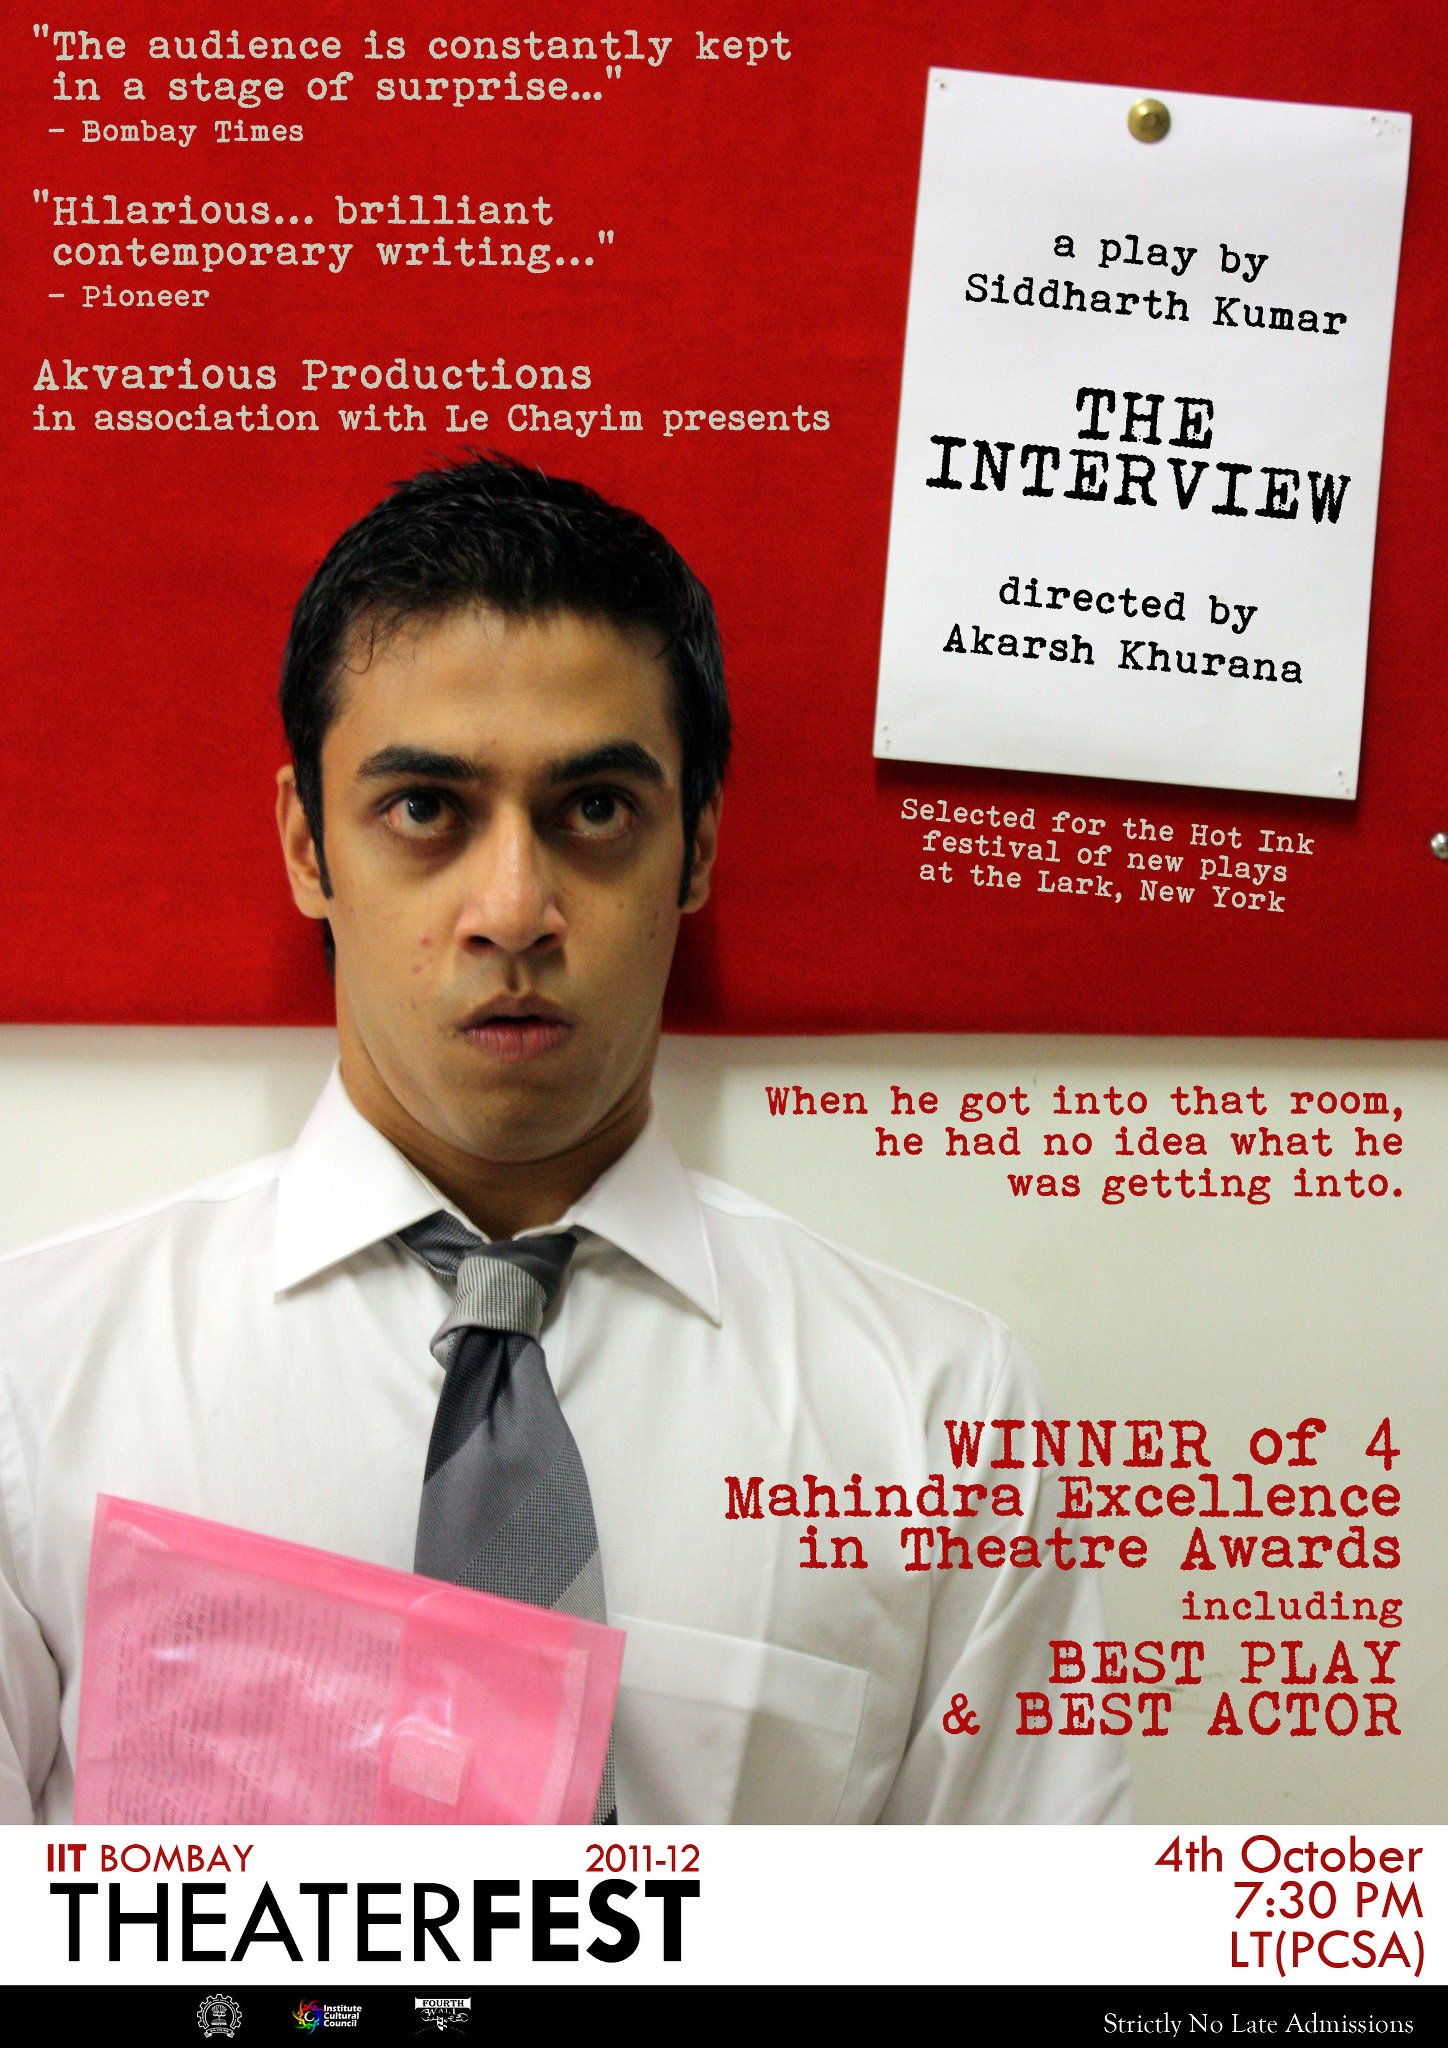 "The audience is constantly kept
in a stage of surprise..."
- Bombay Times
"Hilarious... brilliant
contemporary writing..."
- Pioneer
Akvarious Productions
in association with Le Chayim presents
a play by
Siddharth Kumar
THE
INTERVIEW
directed by
Akarsh Khurana
Selected for the Hot Ink
festival of new plays
at the Lark, New York
When he got into that room,
he had no idea what he
was getting into.
WINNER of 4
Mahindra Excellence
in Theatre Awards
including
BEST PLAY
& BEST ACTOR
IIT BOMBAY 2011-12
THEATERFEST
4th October
7:30 PM
LT(PCSA)
Institute
Cultural
Council
FOURTH
WALL
Strictly No Late Admissions